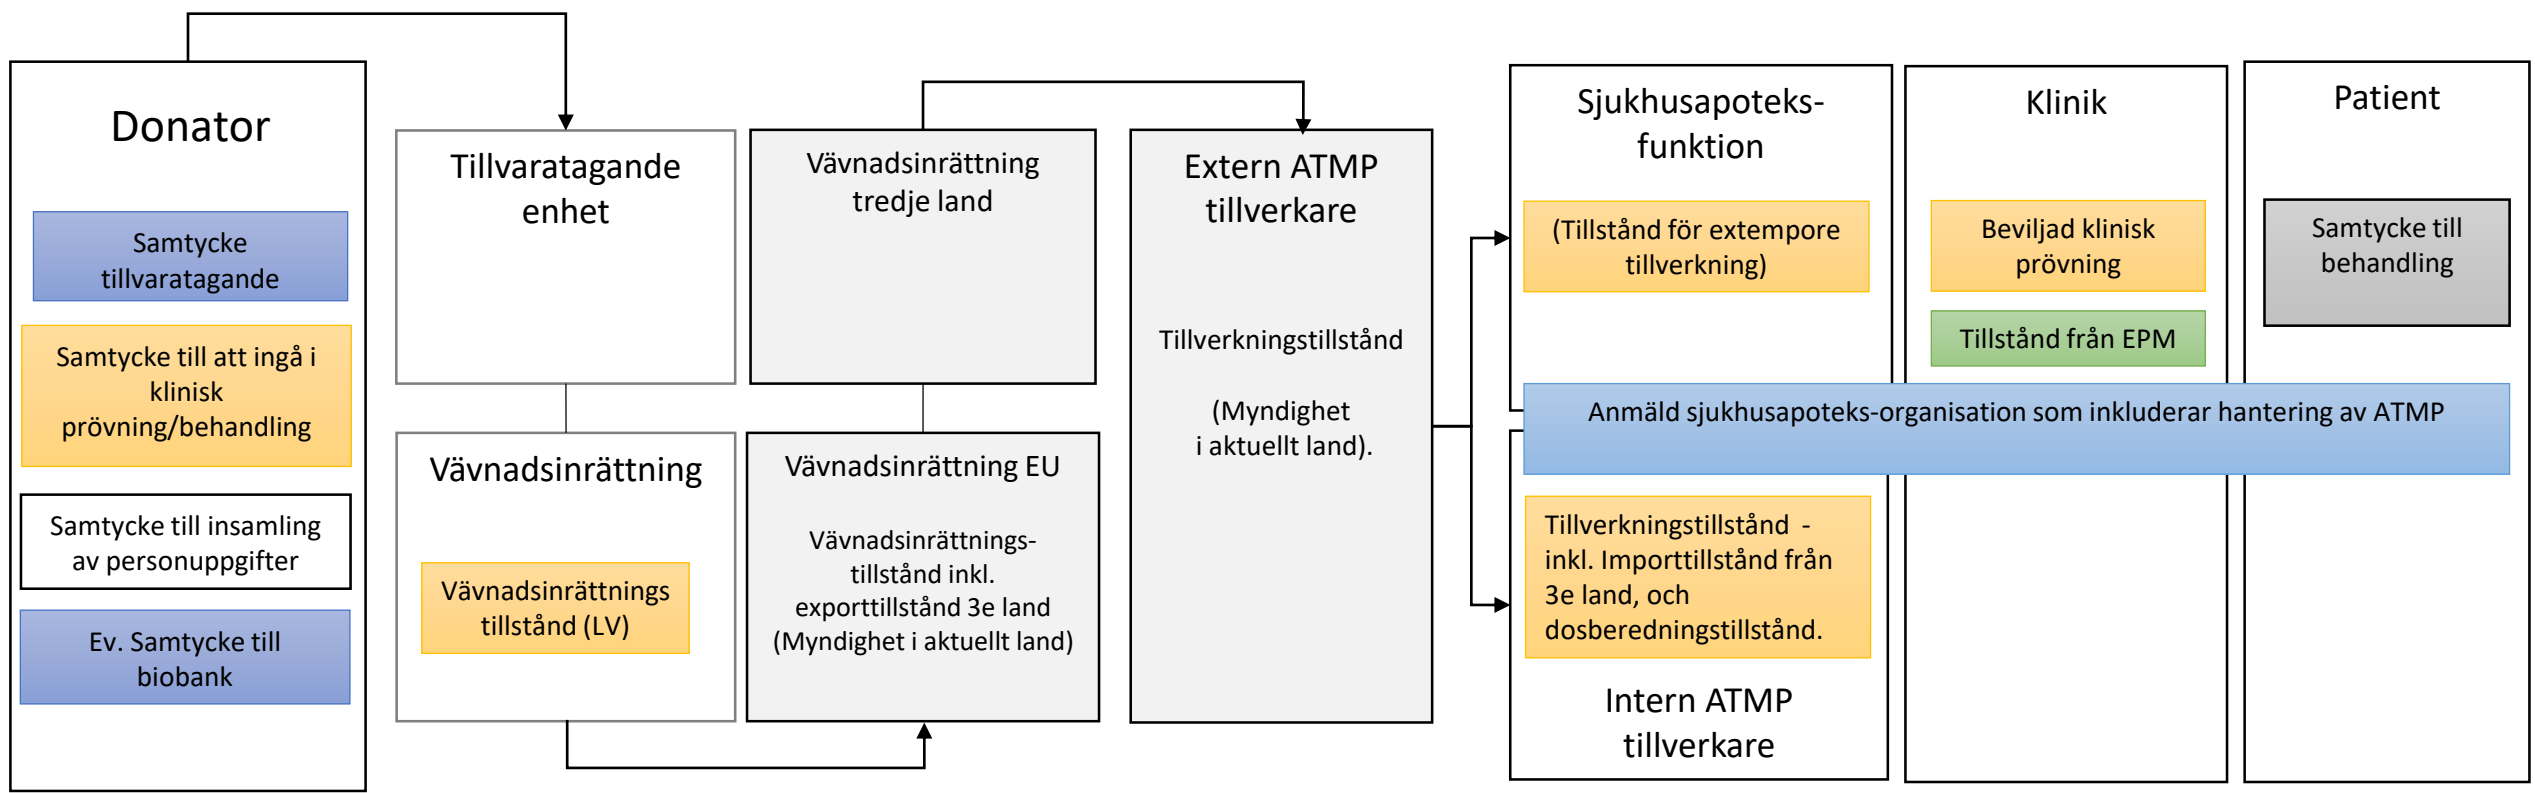 Donator
Samtycke
tillvaratagande
Samtycke till att ingå i
klinisk
prövning/behandling
Samtycke till insamling
av personuppgifter
Ev. Samtycke till
biobank
Tillvaratagande
enhet
Vävnadsinrättning
Vävnadsinrättnings
tillstånd (LV)
Vävnadsinrättning
tredje land
Vävnadsinrättning EU
Vävnadsinrättnings-
tillstånd inkl.
exporttillstånd 3e land
(Myndighet i aktuellt land)
Extern ATMP
tillverkare
Tillverkningstillstånd
(Myndighet
i aktuellt land).
Sjukhusapoteks-
funktion
(Tillstånd för extempore
tillverkning)
Klinik
Beviljad klinisk
prövning
Tillstånd från EPM
Patient
Samtycke till
behandling
Anmäld sjukhusapoteks-organisation som inkluderar hantering av ATMP
Tillverkningstillstånd -
inkl. Importtillstånd från
3e land, och
dosberedningstillstånd.
Intern ATMP
tillverkare